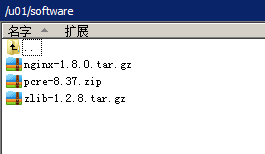 /u01/software
名字 扩展
..
nginx-1.8.0.tar.gz
pcre-8.37.zip
zlib-1.2.8.tar.gz